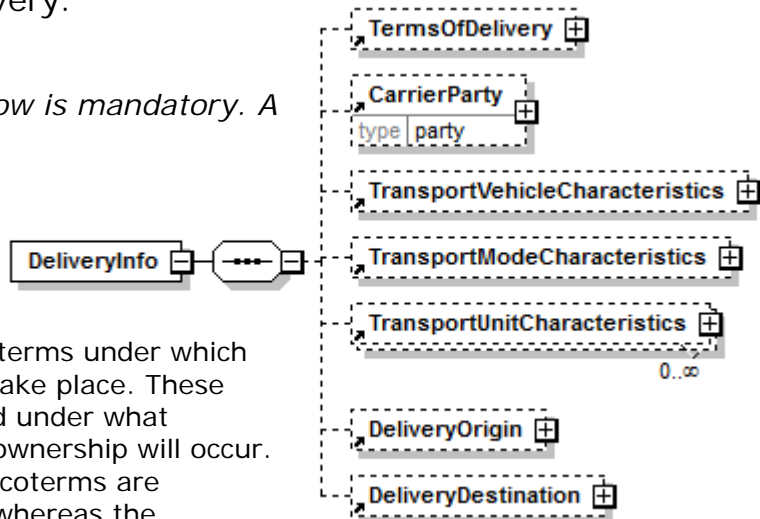 very.
TermsOfDelivery
ow is mandatory. A
CarrierParty
type party
TransportVehicleCharacteristics
DeliveryInfo
TransportModeCharacteristics
TransportUnitCharacteristics
0..∞
terms under which
ake place. These
d under what
ownership will occur.
coterms are
whereas the
DeliveryOrigin
DeliveryDestination